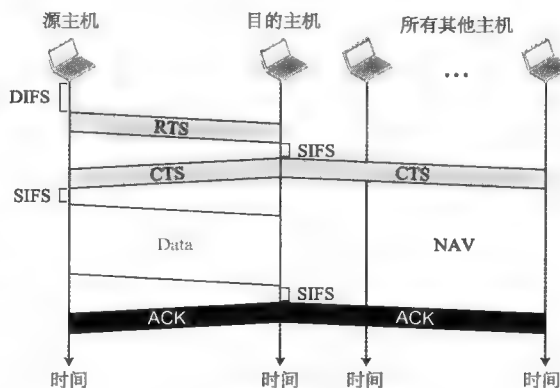 源主机
目的主机
所有其他主机
...
DIFS
RTS
SIFS
CTS
CTS
SIFS
Data
NAV
SIFS
ACK
ACK
时间
时间
时间
时间